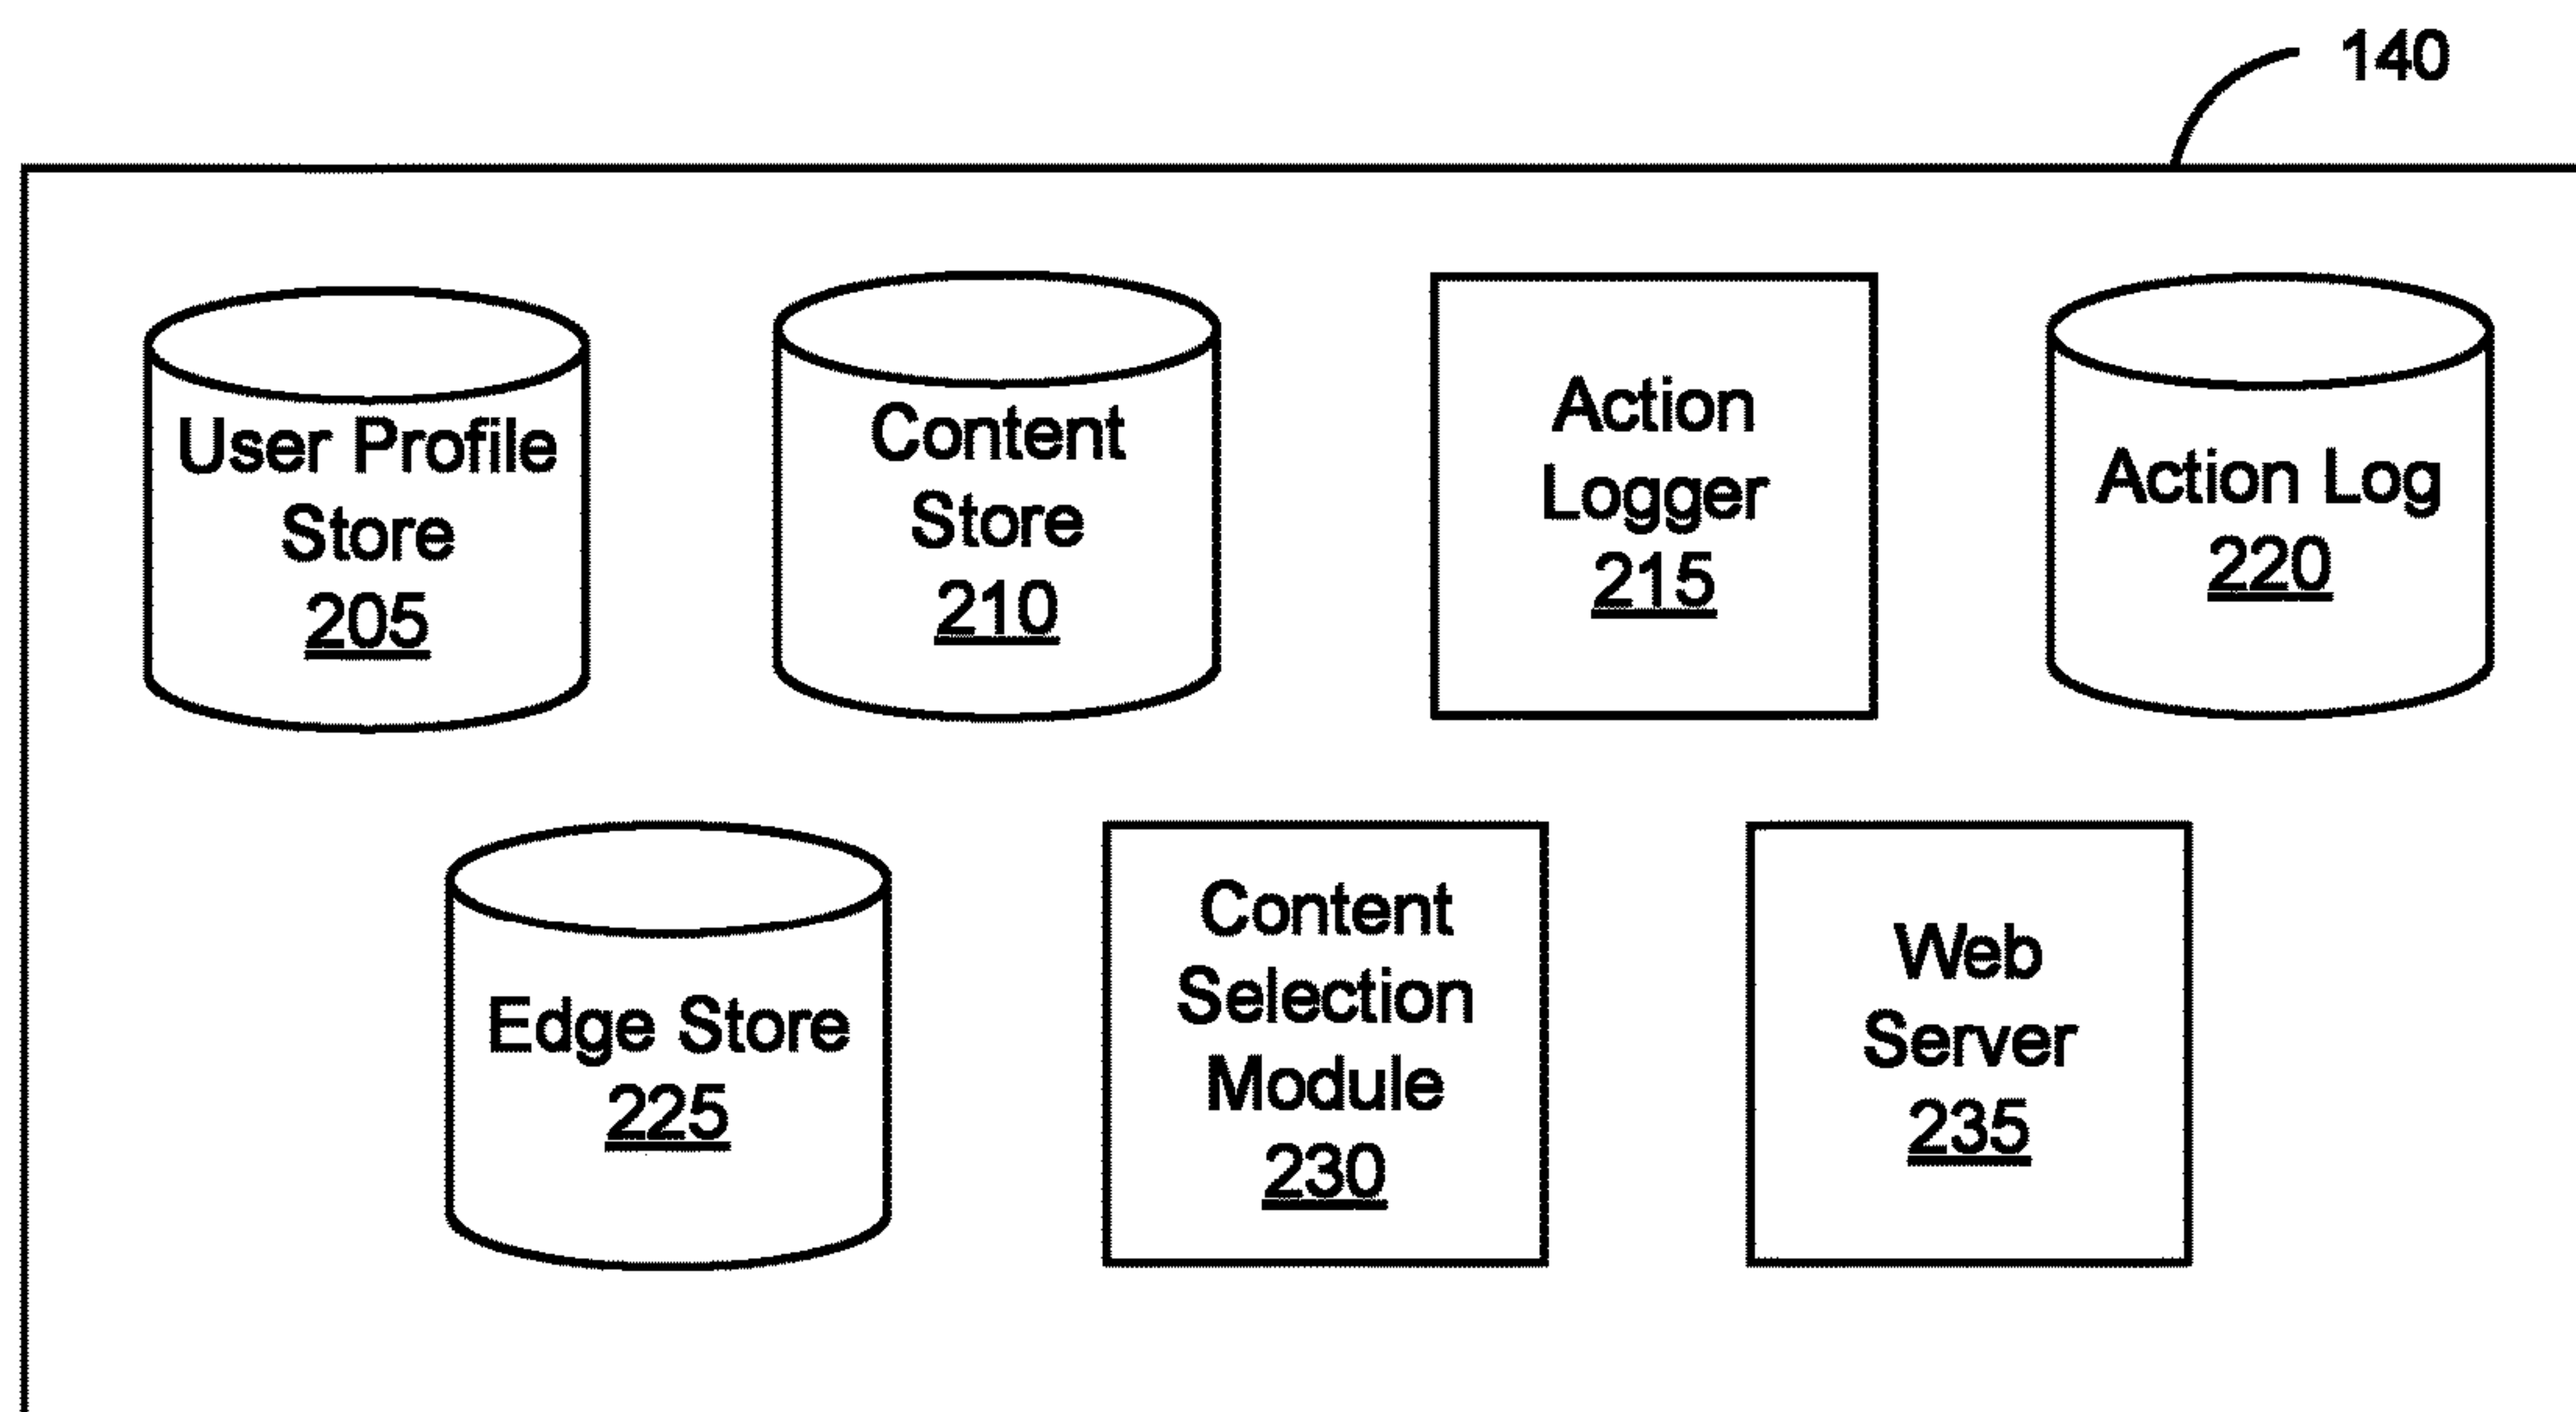 140
User Profile
Store
205
Content
Store
210
Action
Logger
215
Action Log
220
Edge Store
225
Content
Selection
Module
230
Web
Server
235